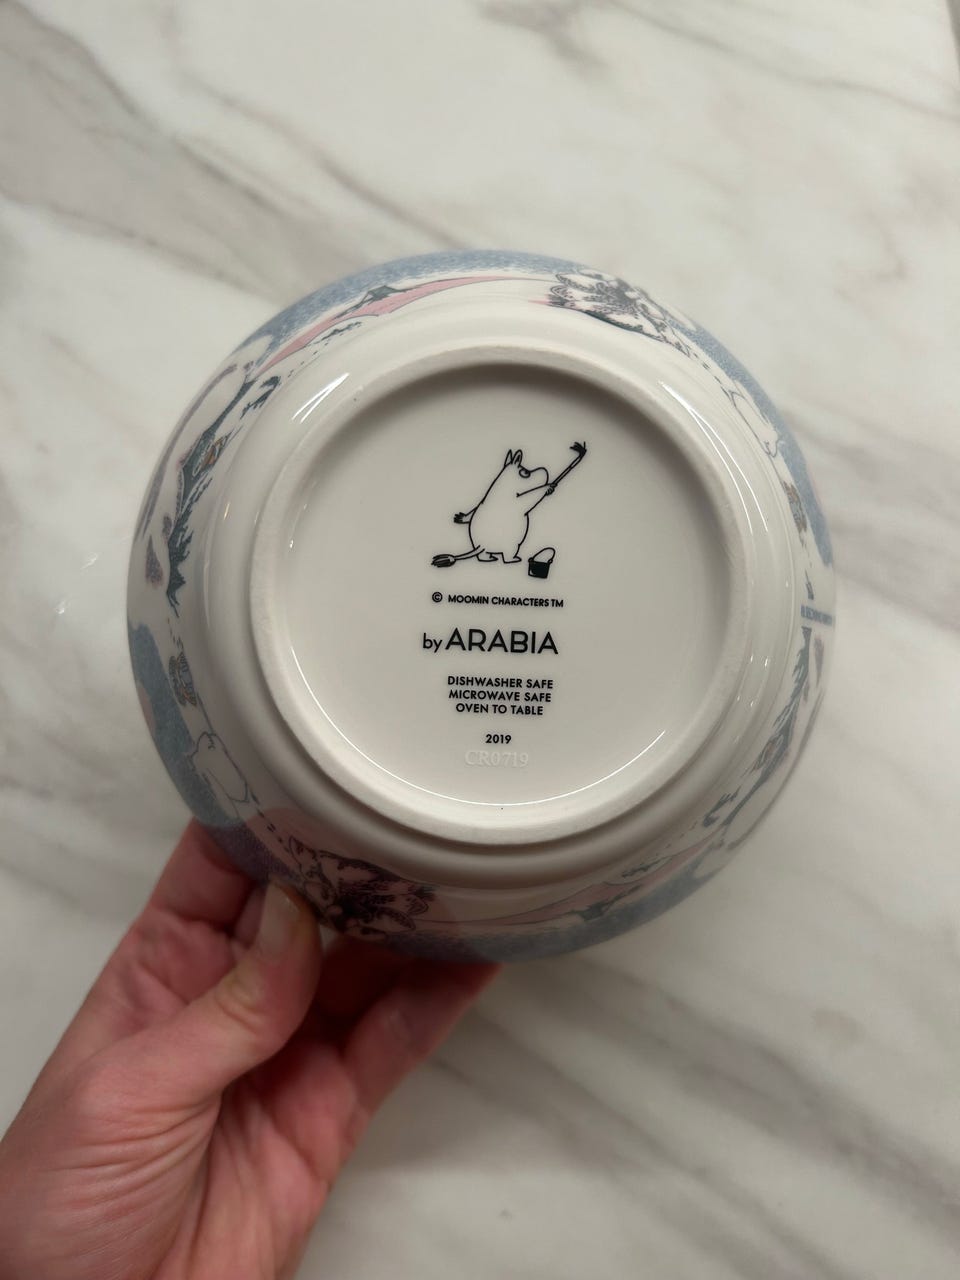 © MOOMIN CHARACTERS TM
by ARABIA
DISHWASHER SAFE
MICROWAVE SAFE
OVEN TO TABLE
2019
CR0719